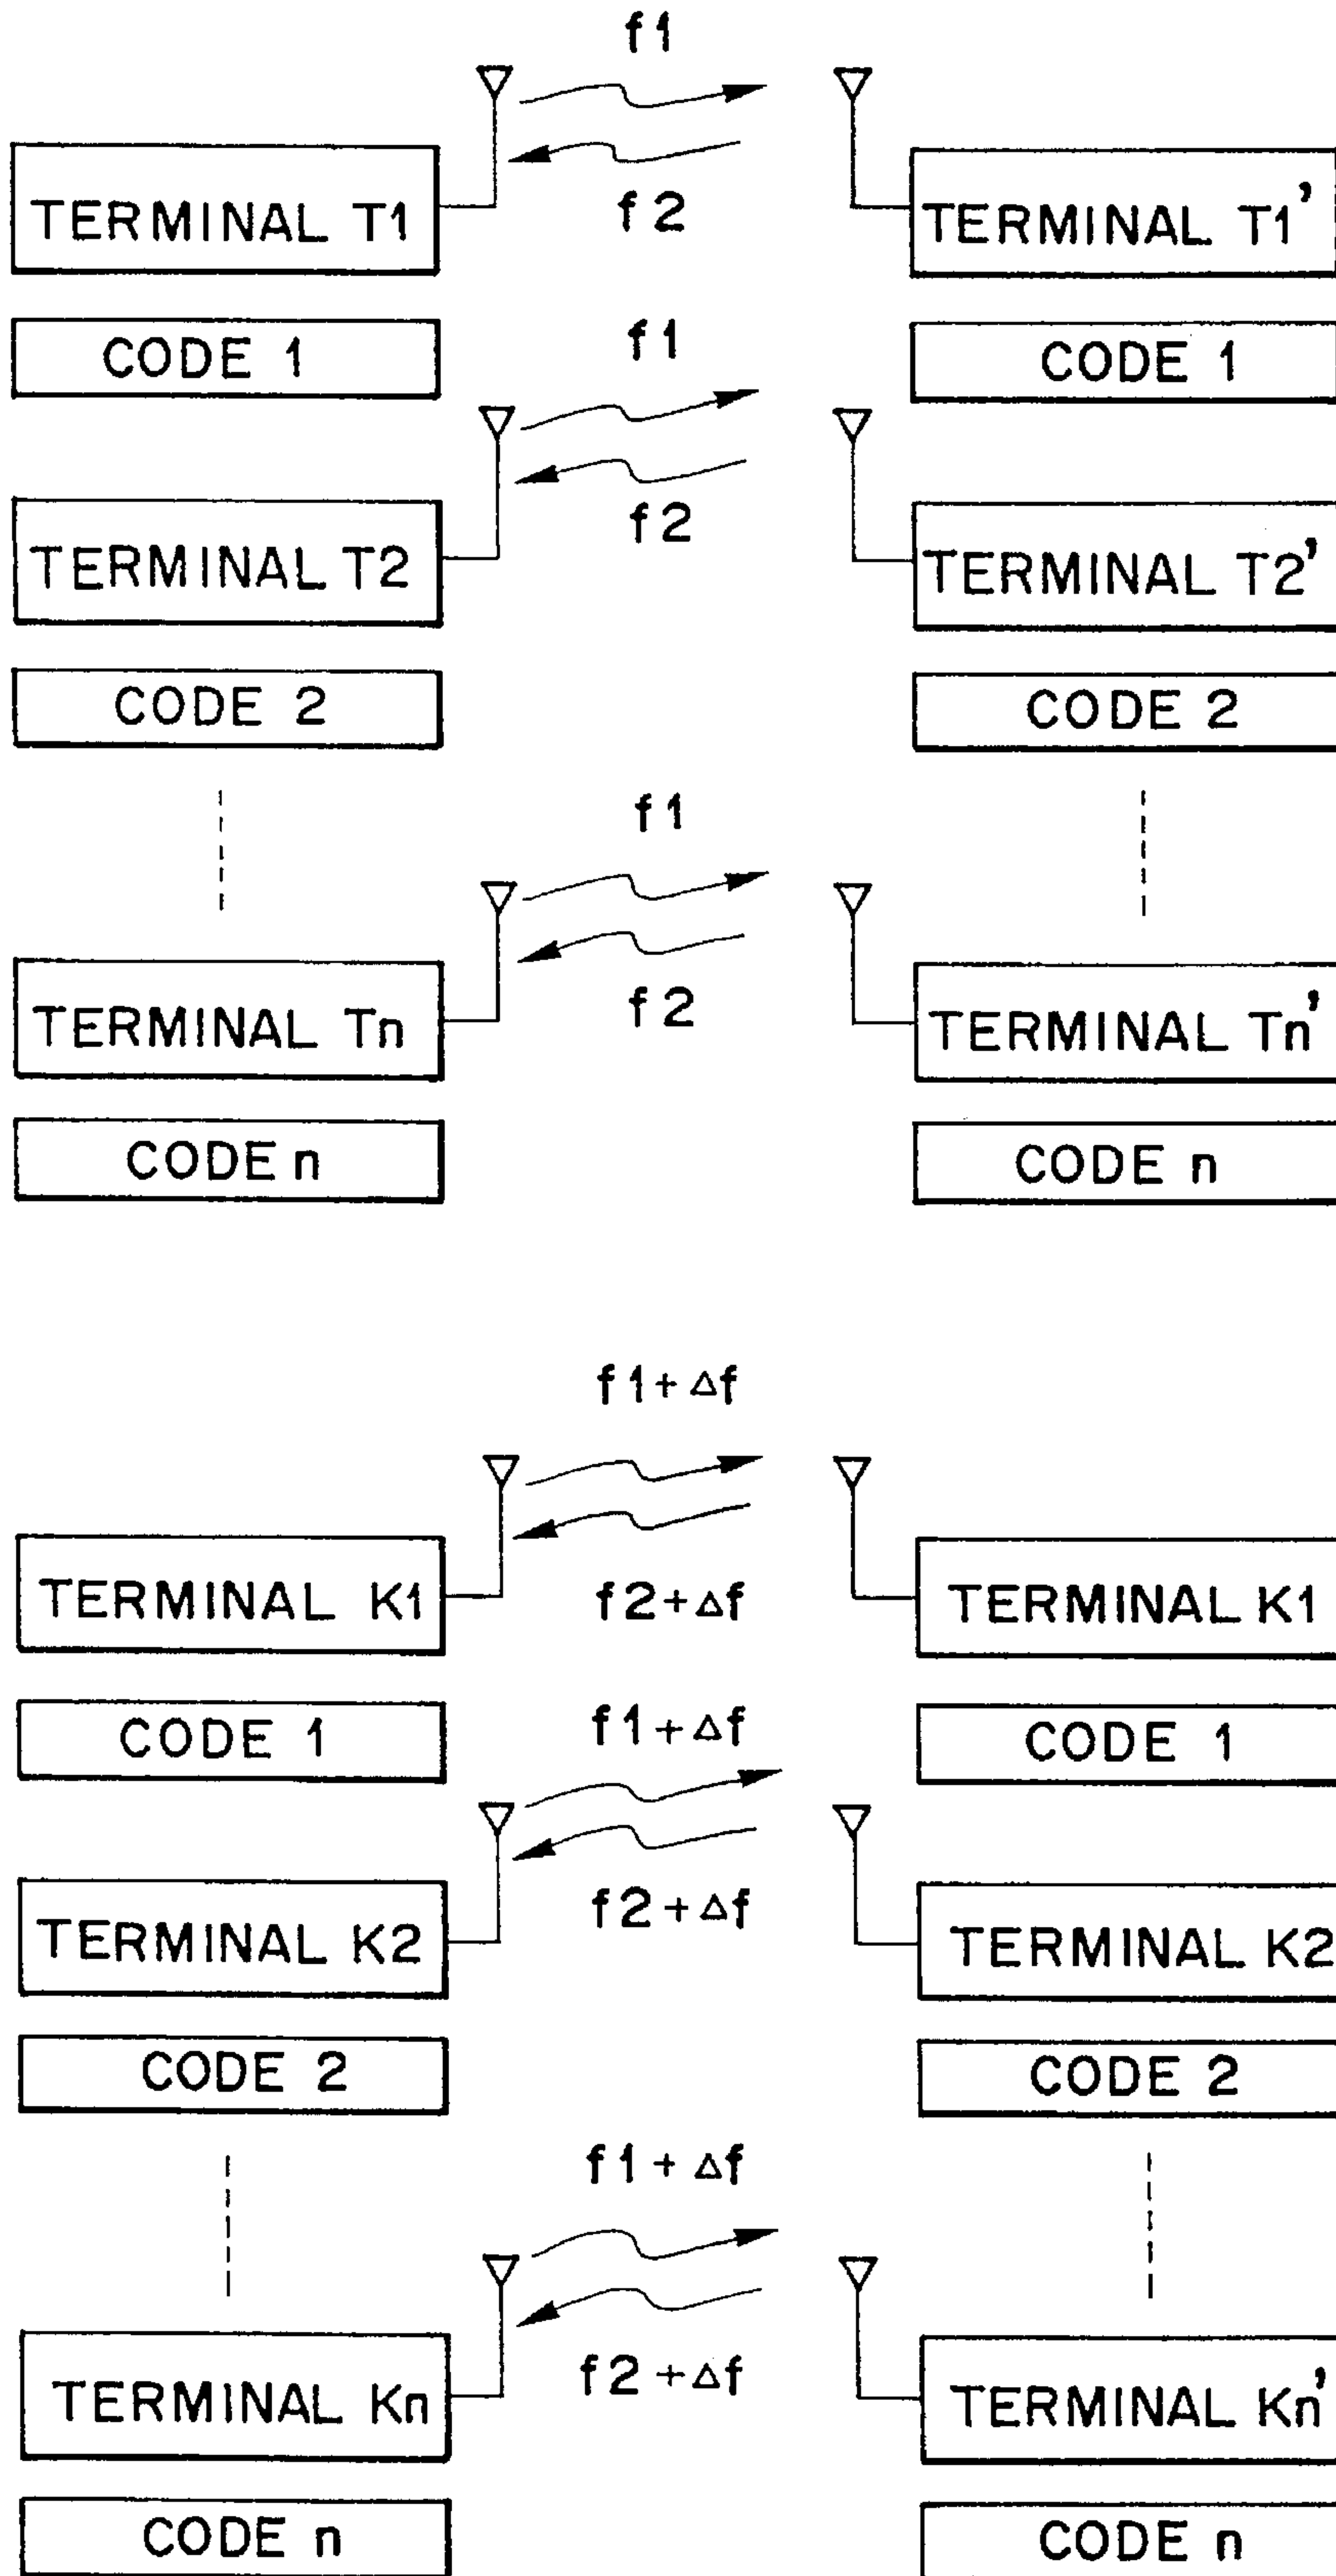 f1
TERMINAL T1
f2
TERMINAL T1'
CODE 1
f1
CODE 1
TERMINAL T2
f2
TERMINAL T2'
CODE 2
CODE 2
f1
TERMINAL Tn
f2
TERMINAL Tn'
CODE n
CODE n
f1+Δf
TERMINAL K1
f2+Δf
TERMINAL K1
CODE 1
f1+Δf
CODE 1
TERMINAL K2
f2+Δf
TERMINAL K2
CODE 2
CODE 2
f1+Δf
TERMINAL Kn
f2+Δf
TERMINAL Kn'
CODE n
CODE n